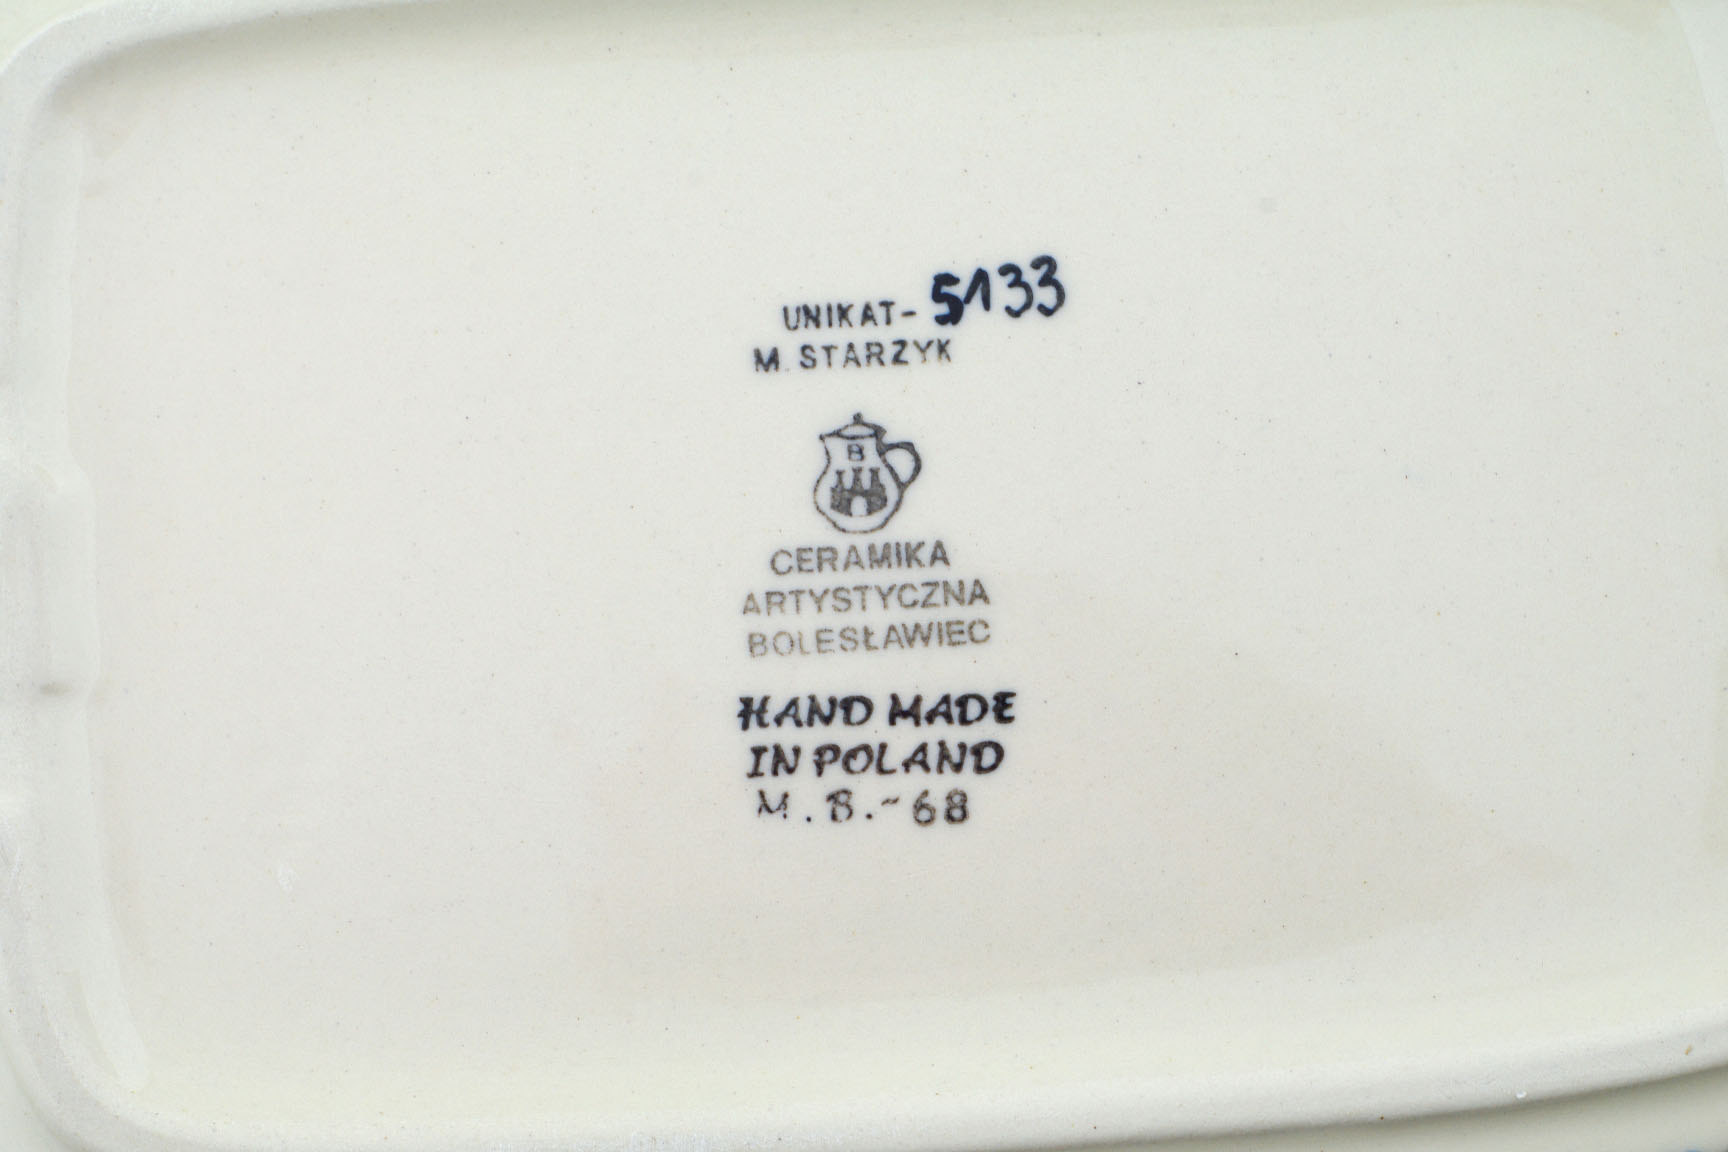 UNIKAT- 5133
M. STARZYK
B
CERAMIKA
ARTYSTYCZNA
BOLESŁAWIEC
HAND MADE
IN POLAND
M.B.-68